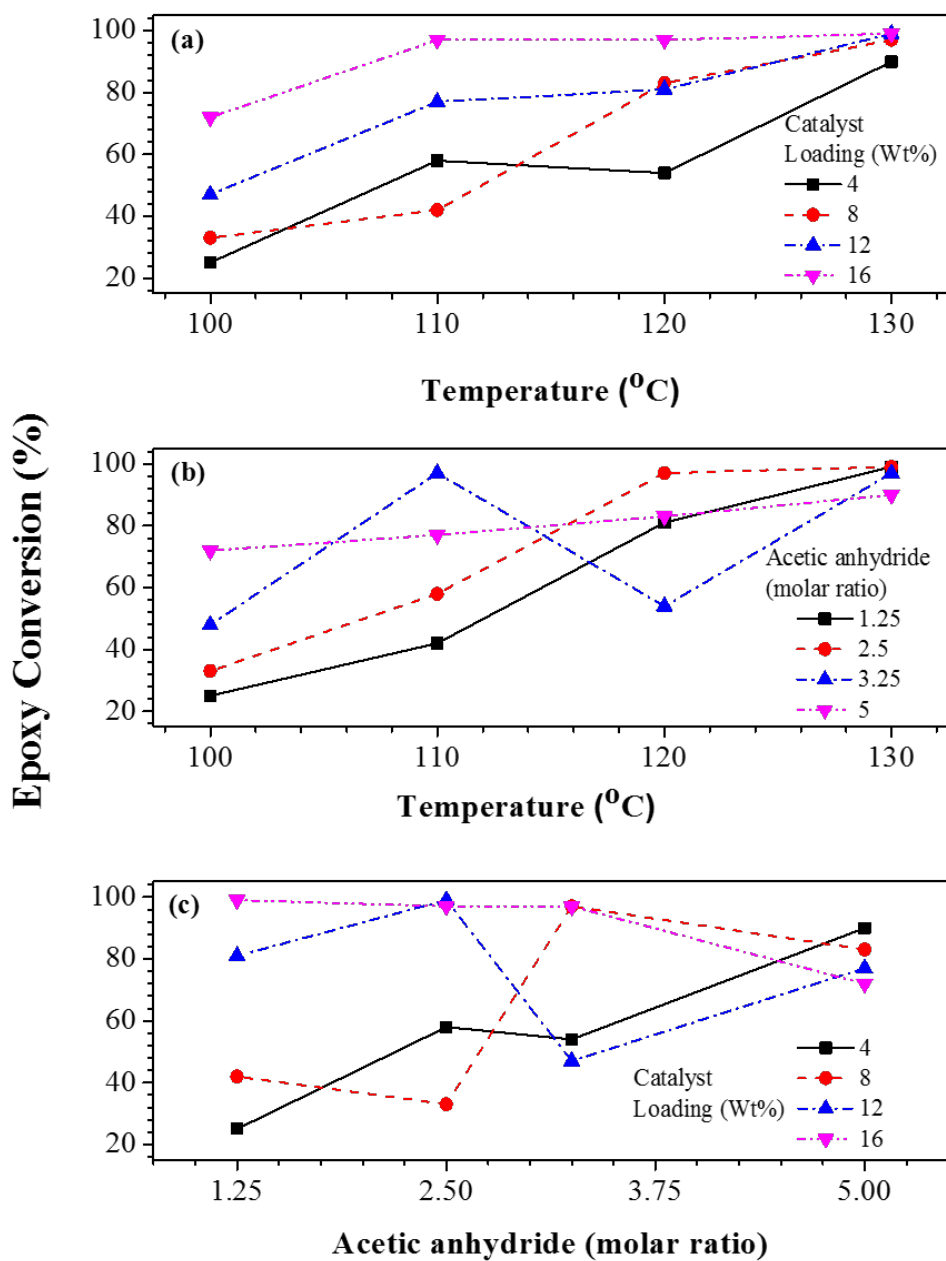 Epoxy Conversion (%)
(a)
100
80
60
40
20
Catalyst
Loading (Wt%)
4
8
12
16
100 110 120 130
Temperature (°C)
(b)
100
80
60
40
20
Acetic anhydride
(molar ratio)
1.25
2.5
3.25
5
100 110 120 130
Temperature (°C)
(c)
100
80
60
40
20
Catalyst
Loading (Wt%)
4
8
12
16
1.25 2.50 3.75 5.00
Acetic anhydride (molar ratio)